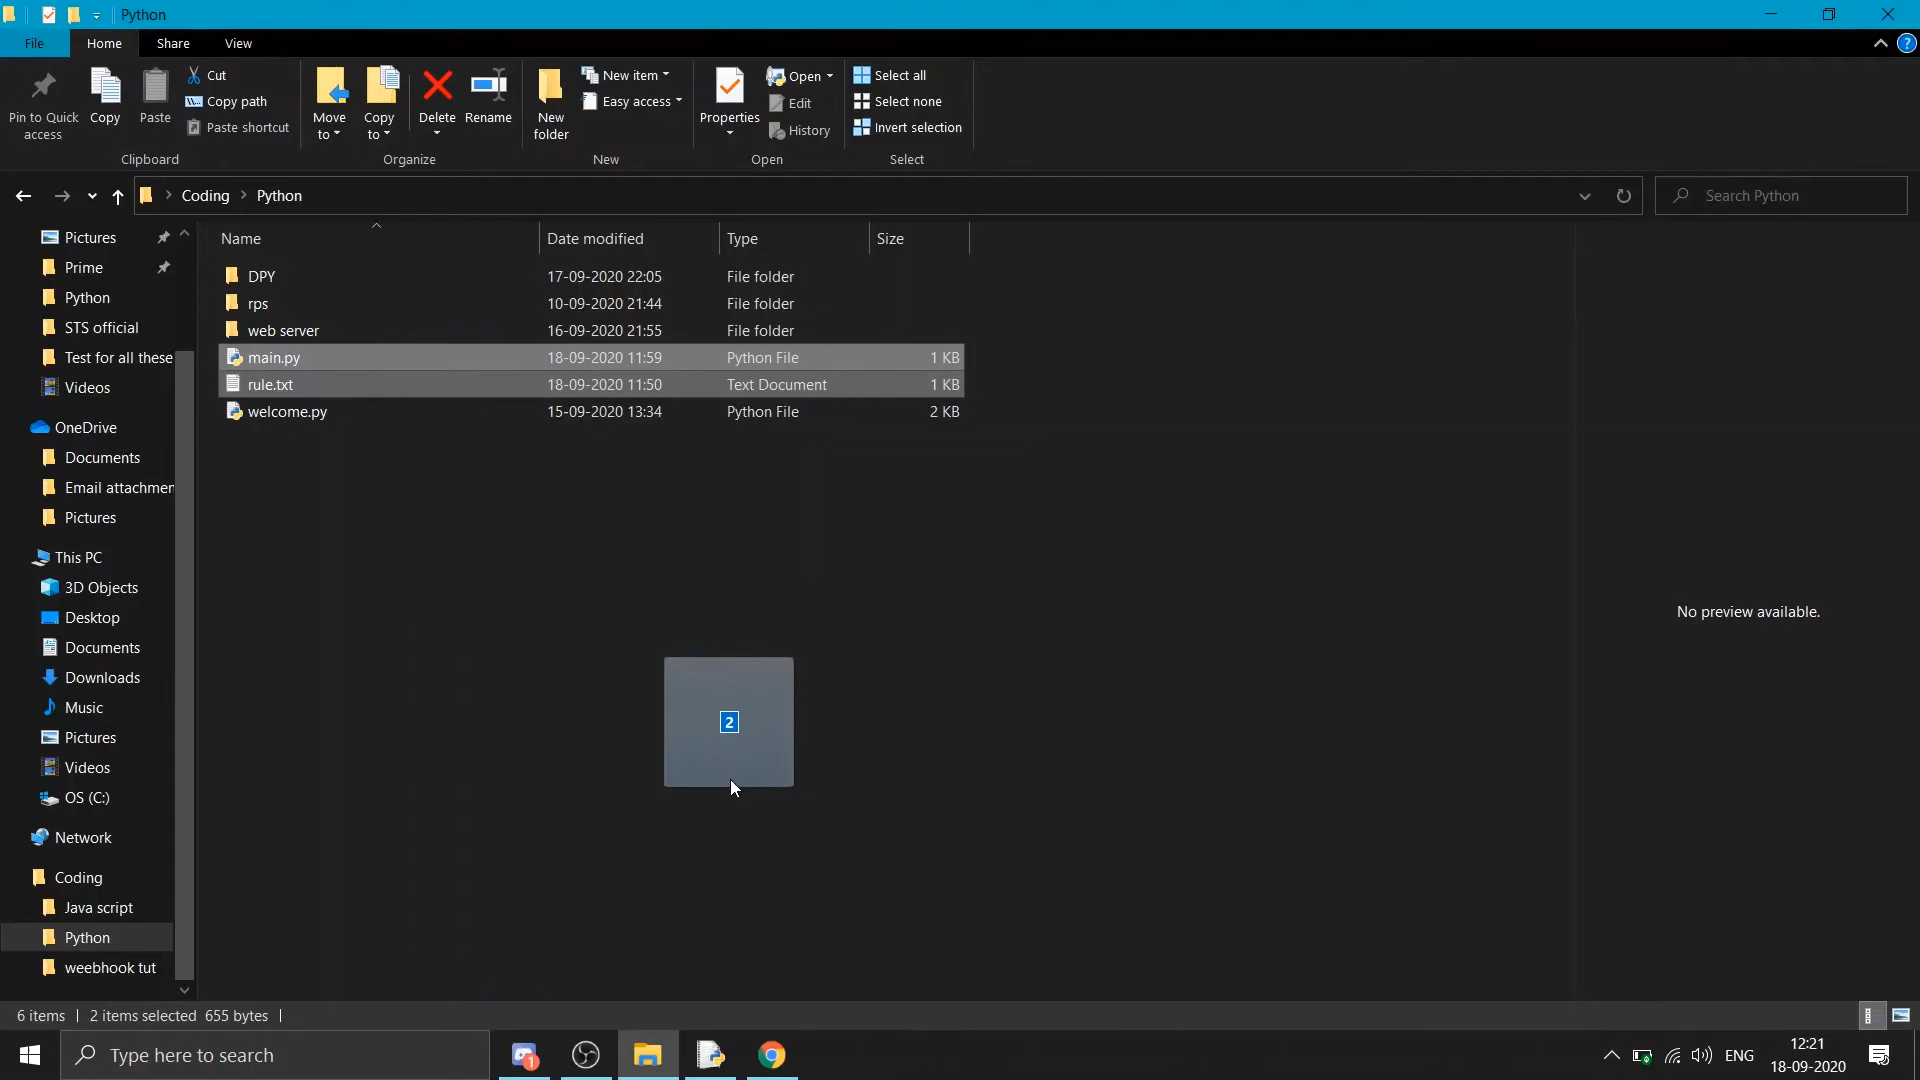 Python
File Home Share View
Pin to Quick access
Copy
Paste
Cut
Copy path
Paste shortcut
Clipboard
Move to
Copy to
Delete
Rename
Organize
New folder
New item
Easy access
New
Properties
Open
Edit
History
Open
Select all
Select none
Invert selection
Select
Coding Python
Search Python
Pictures
Prime
Python
STS official
Test for all these
Videos
OneDrive
Documents
Email attachmen
Pictures
This PC
3D Objects
Desktop
Documents
Downloads
Music
Pictures
Videos
OS (C:)
Network
Coding
Java script
Python
weebhook tut
Name Date modified Type Size
DPY 17-09-2020 22:05 File folder
rps 10-09-2020 21:44 File folder
web server 16-09-2020 21:55 File folder
main.py 18-09-2020 11:59 Python File 1 KB
rule.txt 18-09-2020 11:50 Text Document 1 KB
welcome.py 15-09-2020 13:34 Python File 2 KB
2
No preview available.
6 items 2 items selected 655 bytes
Type here to search
1
ENG
12:21
18-09-2020